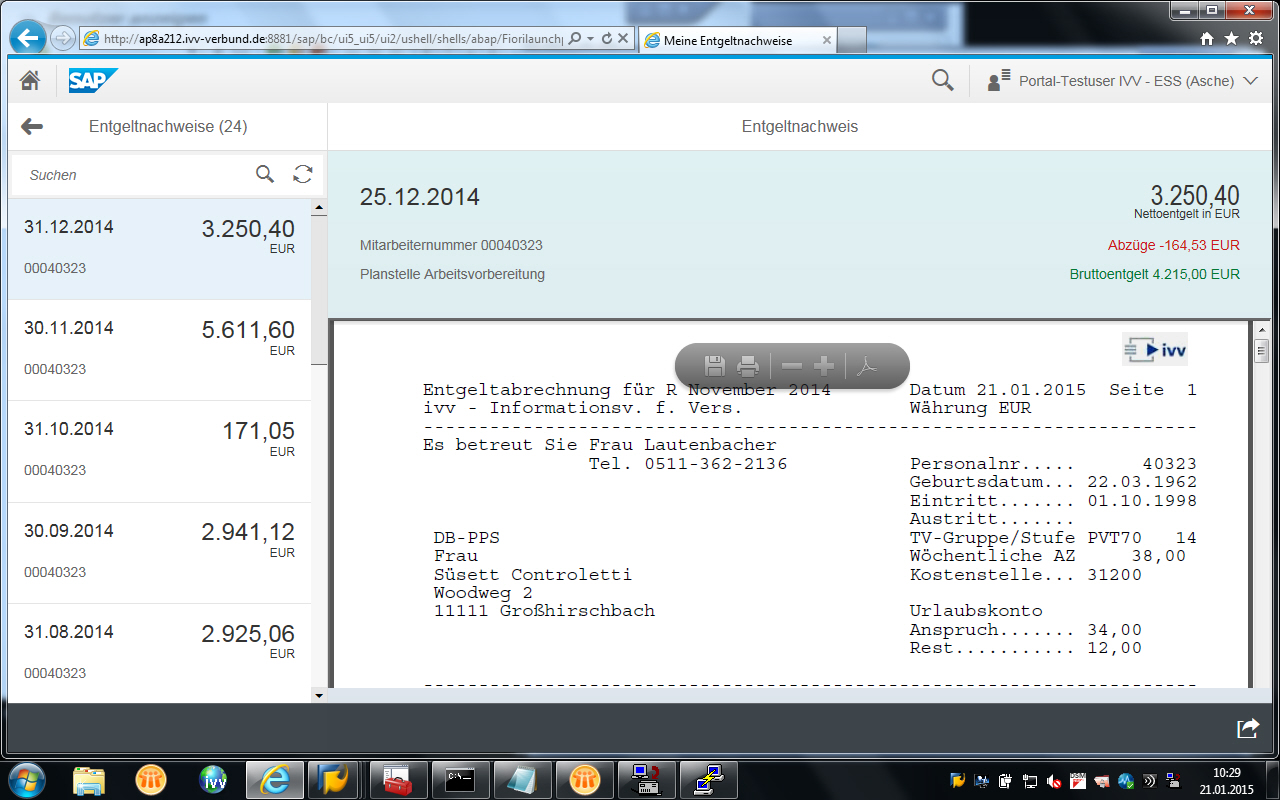 http://ap8a212.ivv-verbund.de:8881/sap/bc/ui5_ui5/ui2/ushell/shells/abap/Fiorilaunch
Meine Entgeltnachweise
SAP
Portal-Testuser IVV - ESS (Asche)
Entgeltnachweise (24)
Entgeltnachweis
Suchen
31.12.2014 3.250,40
EUR
00040323
30.11.2014 5.611,60
EUR
00040323
31.10.2014 171,05
EUR
00040323
30.09.2014 2.941,12
EUR
00040323
31.08.2014 2.925,06
EUR
00040323
25.12.2014 3.250,40
Nettoentgelt in EUR
Mitarbeiternummer 00040323 Abzüge -164,53 EUR
Planstelle Arbeitsvorbereitung Bruttoentgelt 4.215,00 EUR
ivv
Entgeltabrechnung für R November 2014 Datum 21.01.2015 Seite 1
ivv - Informationsv. f. Vers. Währung EUR
Es betreut Sie Frau Lautenbacher
Tel. 0511-362-2136 Personalnr..... 40323
Geburtsdatum... 22.03.1962
Eintritt....... 01.10.1998
Austritt.......
DB-PPS TV-Gruppe/Stufe PVT70 14
Frau Wöchentliche AZ 38,00
Süsett Controletti Kostenstelle... 31200
Woodweg 2
11111 Großhirschbach Urlaubskonto
Anspruch....... 34,00
Rest........... 12,00
ivv
C:\
10:29
21.01.2015